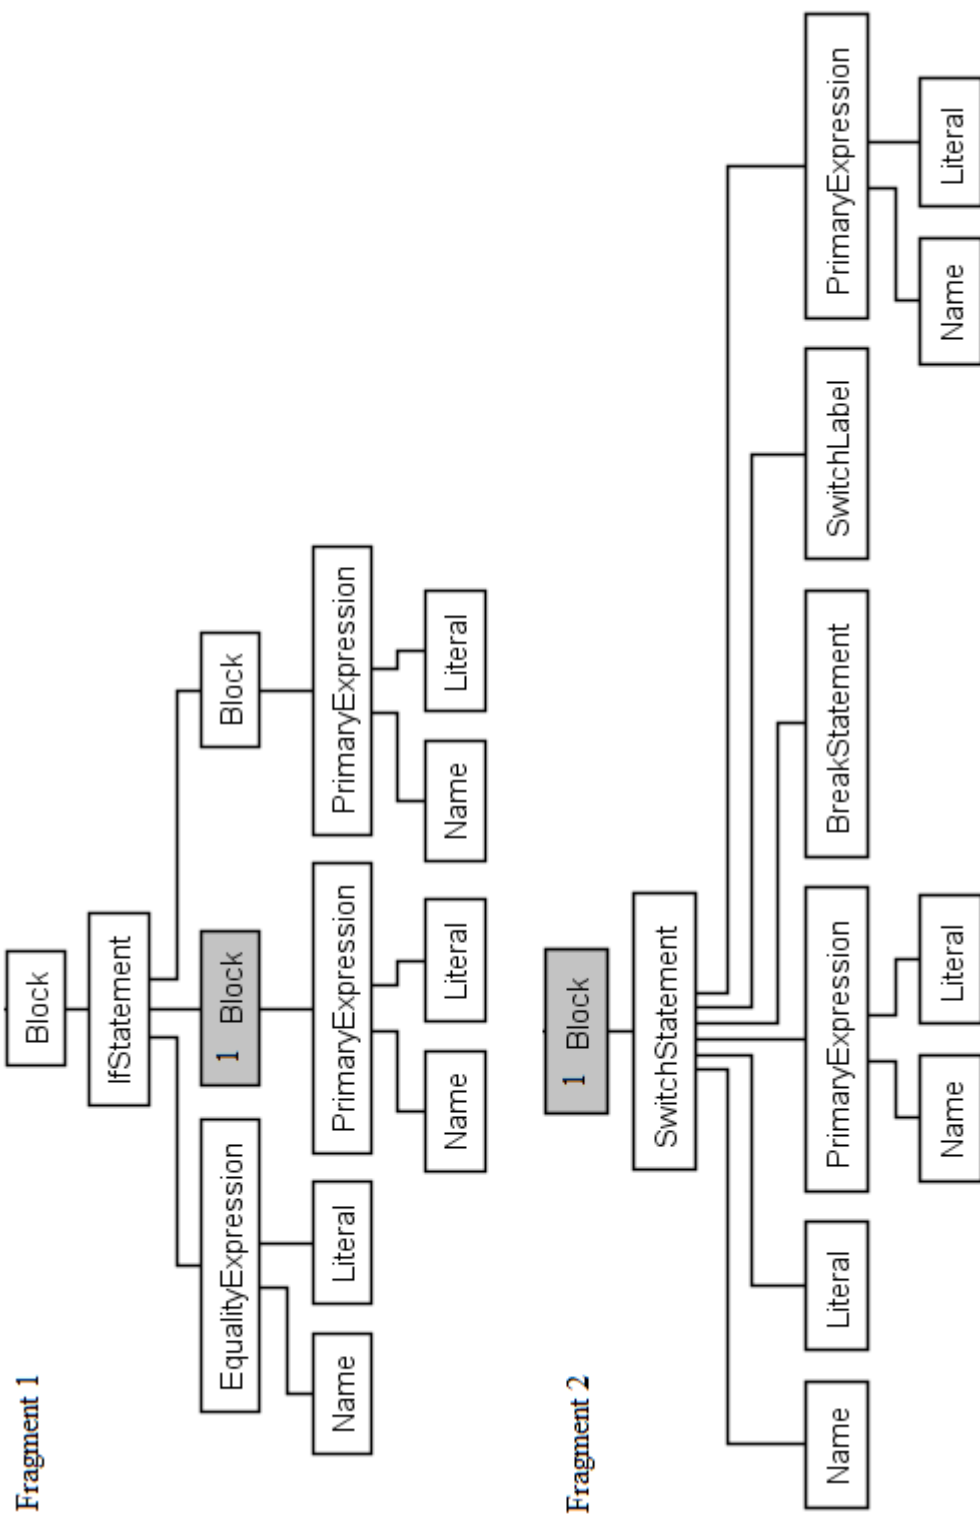 Fragment 1
Block
IfStatement
EqualityExpression
1 Block
Block
Name
Literal
PrimaryExpression
PrimaryExpression
Name
Literal
Name
Literal
Fragment 2
1 Block
SwitchStatement
Name
Literal
PrimaryExpression
BreakStatement
SwitchLabel
PrimaryExpression
Name
Literal
Name
Literal